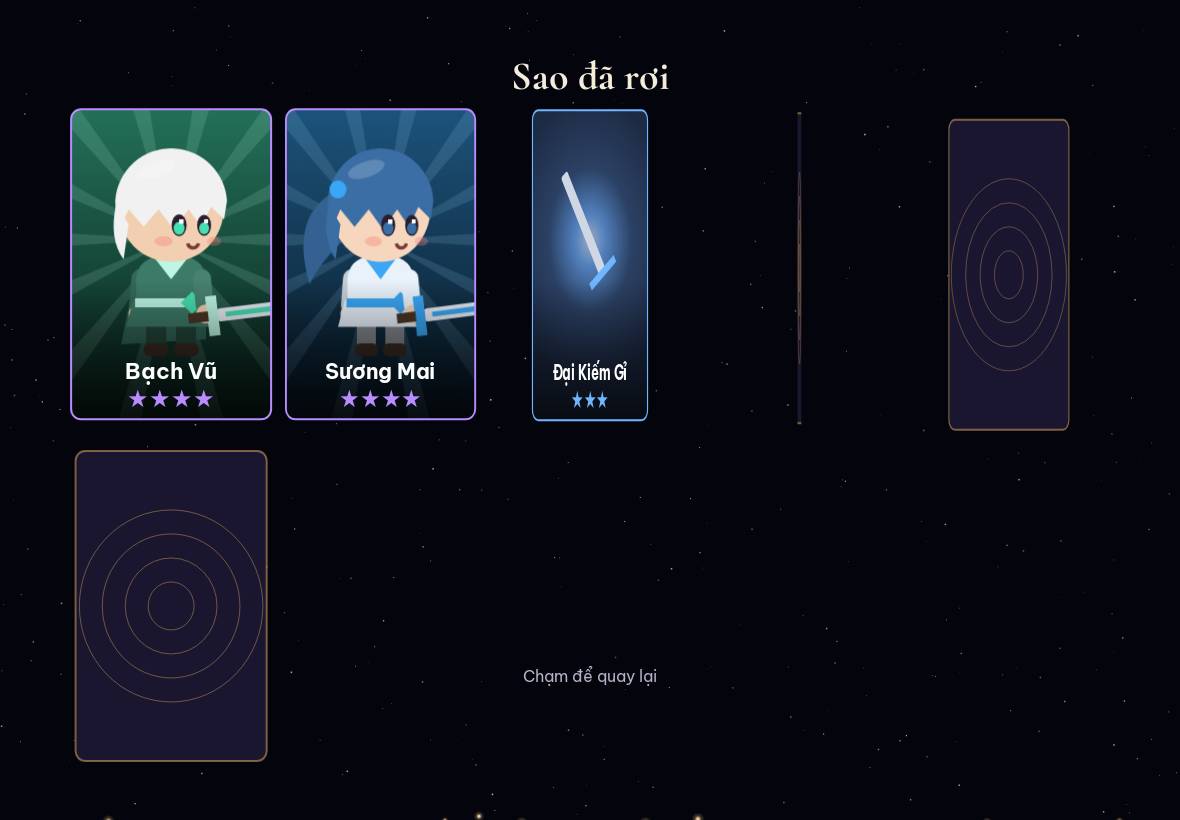 Sao đã rơi
Bạch Vũ
★★★★
Sương Mai
★★★★
Đại Kiếm Gỉ
★★★
Chạm để quay lại